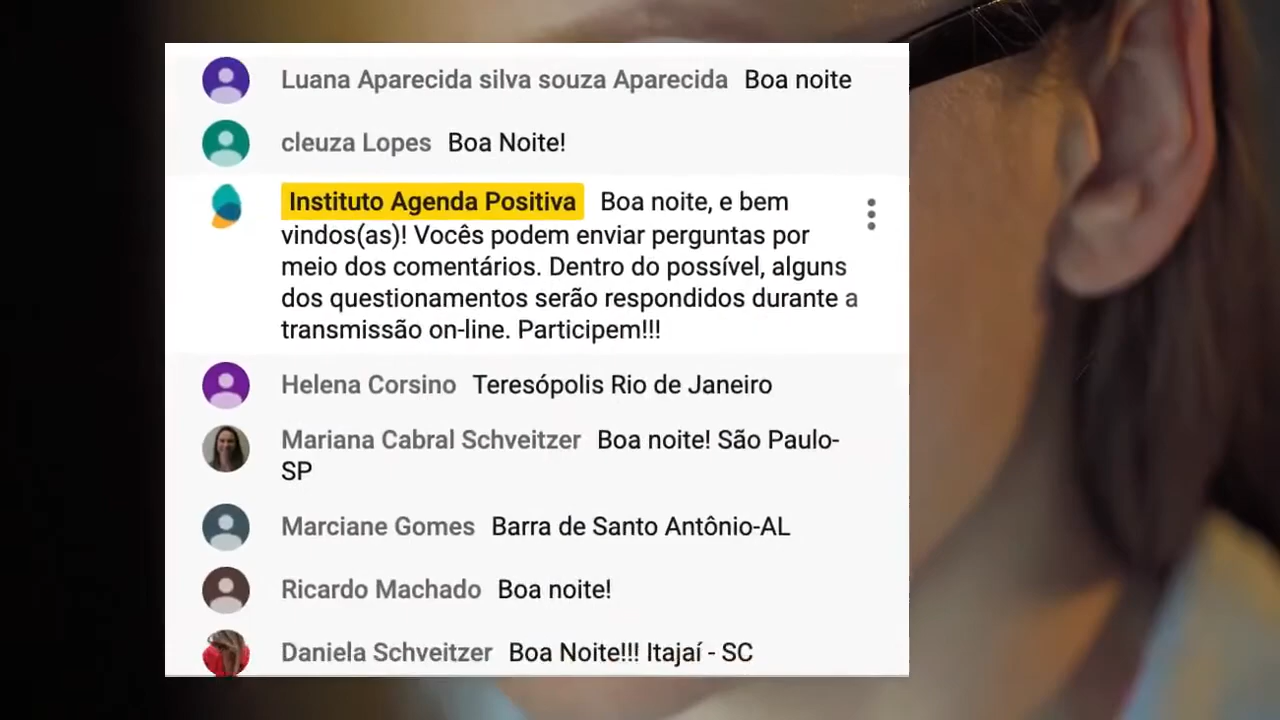 Luana Aparecida silva souza Aparecida Boa noite
cleuza Lopes Boa Noite!
Instituto Agenda Positiva Boa noite, e bem
vindos(as)! Vocês podem enviar perguntas por
meio dos comentários. Dentro do possível, alguns
dos questionamentos serão respondidos durante a
transmissão on-line. Participem!!!
Helena Corsino Teresópolis Rio de Janeiro
Mariana Cabral Schveitzer Boa noite! São Paulo-
SP
Marciane Gomes Barra de Santo Antônio-AL
Ricardo Machado Boa noite!
Daniela Schveitzer Boa Noite!!! Itajaí - SC